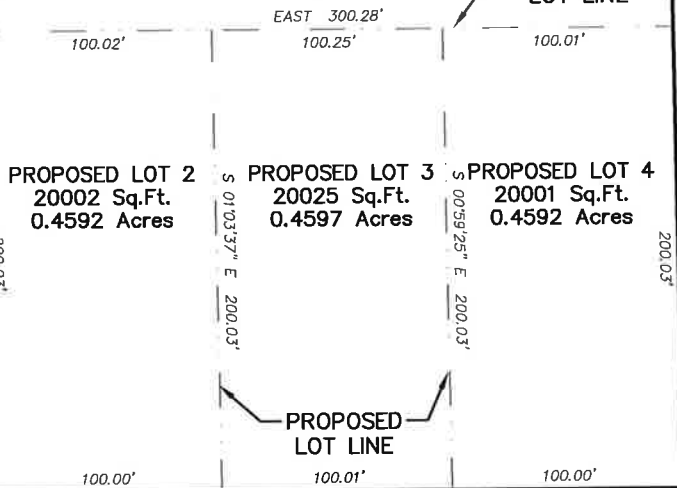 LOT LINE
EAST 300.28'
100.02'
100.25'
100.01'
PROPOSED LOT 2
20002 Sq.Ft.
0.4592 Acres
S 01°03'37" E 200.03'
PROPOSED LOT 3
20025 Sq.Ft.
0.4597 Acres
S 00°59'25" E 200.03'
PROPOSED LOT 4
20001 Sq.Ft.
0.4592 Acres
200.03'
200.03'
PROPOSED
LOT LINE
100.00'
100.01'
100.00'